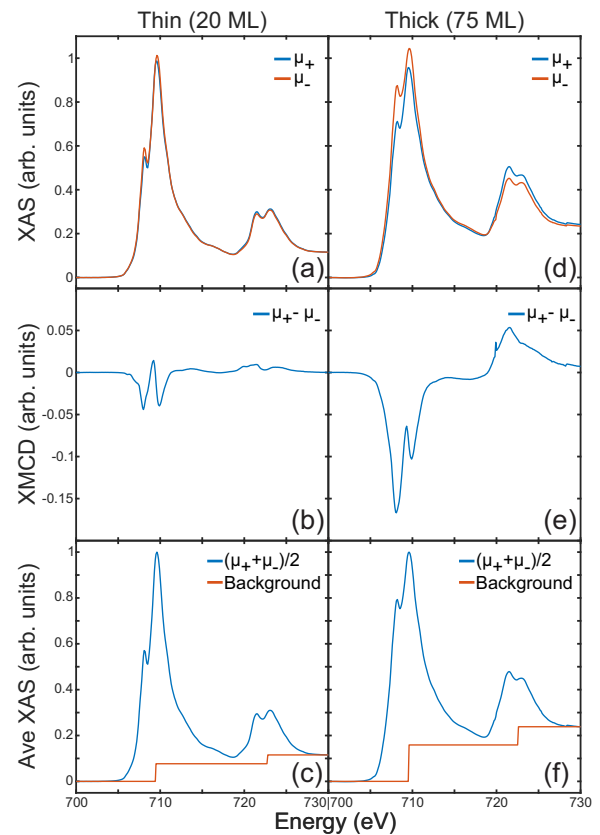 Thin (20 ML) Thick (75 ML)
XAS (arb. units)
1
0.8
0.6
0.4
0.2
0
μ+
μ-
(a)
μ+
μ-
(d)
XMCD (arb. units)
0.05
0
-0.05
-0.1
-0.15
μ+- μ-
(b)
μ+- μ-
(e)
Ave XAS (arb. units)
1
0.8
0.6
0.4
0.2
0
(μ++μ-)/2
Background
(c)
(μ++μ-)/2
Background
(f)
700 710 720 730 700 710 720 730
Energy (eV)